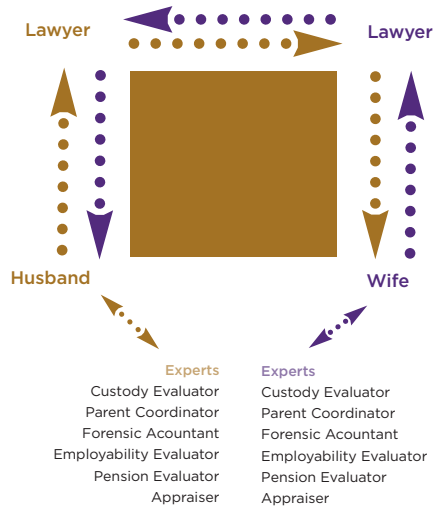 Lawyer
Lawyer
Husband
Wife
Experts
Custody Evaluator
Parent Coordinator
Forensic Acountant
Employability Evaluator
Pension Evaluator
Appraiser
Experts
Custody Evaluator
Parent Coordinator
Forensic Acountant
Employability Evaluator
Pension Evaluator
Appraiser